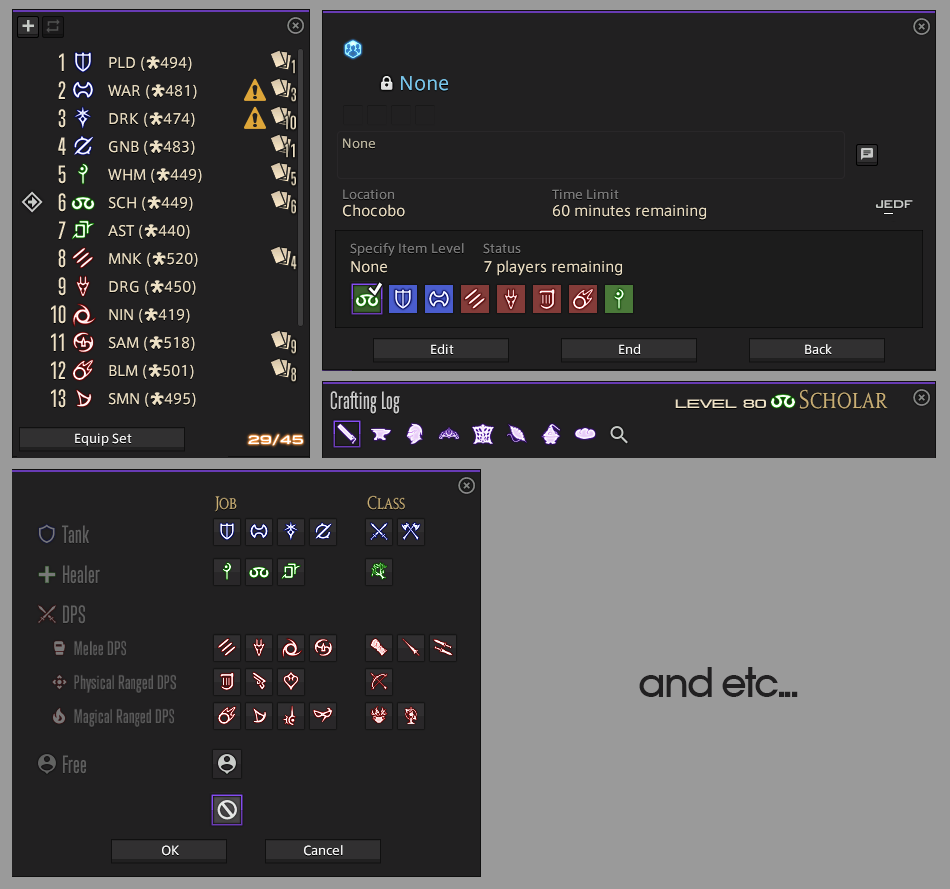 1 PLD (★494) 1
2 WAR (★481) 3
3 DRK (★474) 10
4 GNB (★483) 11
5 WHM (★449) 5
6 SCH (★449) 6
7 AST (★440)
8 MNK (★520) 4
9 DRG (★450)
10 NIN (★419)
11 SAM (★518) 9
12 BLM (★501) 8
13 SMN (★495)
Equip Set 29/45
None
None
Location Time Limit
Chocobo 60 minutes remaining
JEDF
Specify Item Level Status
None 7 players remaining
Edit End Back
Crafting Log LEVEL 80 SCHOLAR
JOB CLASS
Tank
Healer
DPS
Melee DPS
Physical Ranged DPS
Magical Ranged DPS
Free
OK Cancel
and etc...